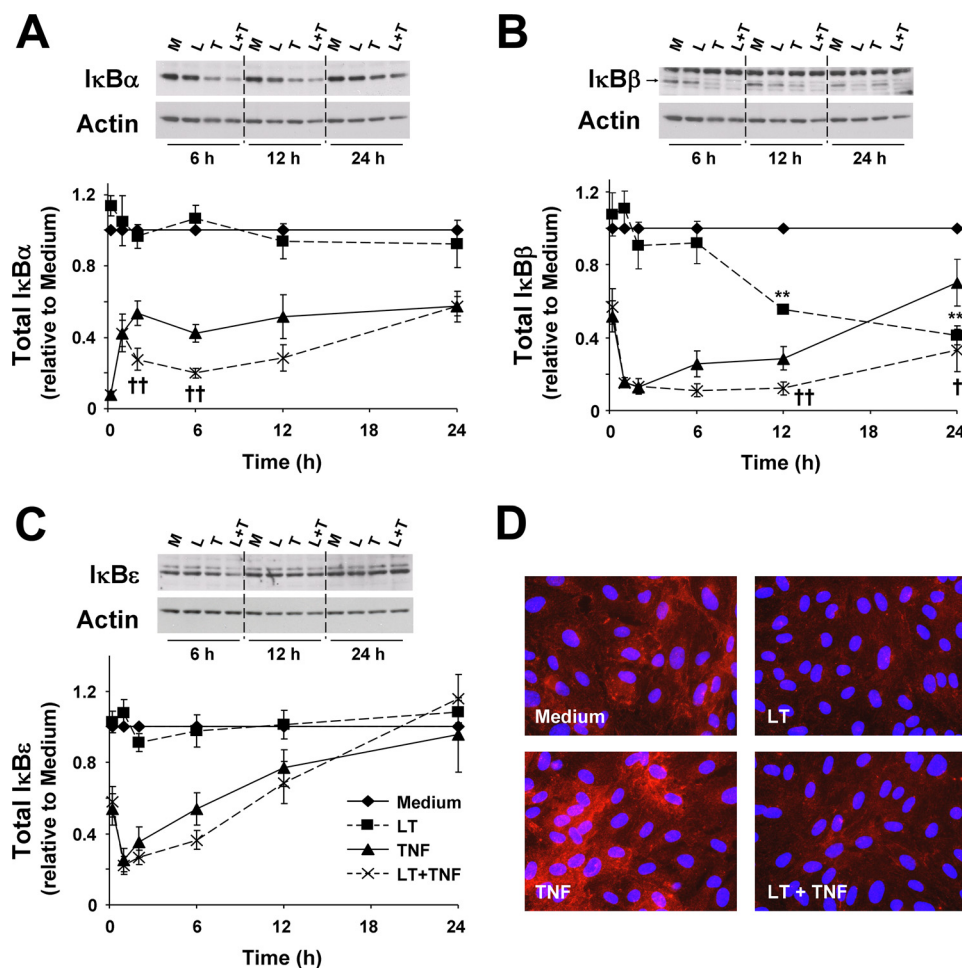 A
M L T L+T M L T L+T M L T L+T
IκBα
Actin
6 h 12 h 24 h
Total IκBα
(relative to Medium)
1.2
0.8
0.4
0
†† ††
0 6 12 18 24
Time (h)
B
M L T L+T M L T L+T M L T L+T
IκBβ
Actin
6 h 12 h 24 h
Total IκBβ
(relative to Medium)
1.2
0.8
0.4
0
** **
†† †
0 6 12 18 24
Time (h)
C
M L T L+T M L T L+T M L T L+T
IκBε
Actin
6 h 12 h 24 h
Total IκBε
(relative to Medium)
1.2
0.8
0.4
0
Medium
LT
TNF
LT+TNF
0 6 12 18 24
Time (h)
D
Medium
LT
TNF
LT + TNF